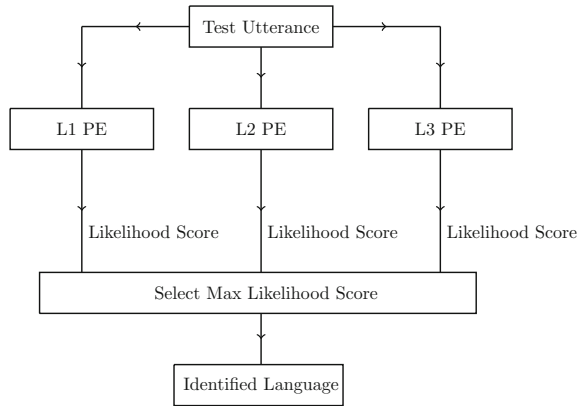 Test Utterance
L1 PE
L2 PE
L3 PE
Likelihood Score
Likelihood Score
Likelihood Score
Select Max Likelihood Score
Identified Language